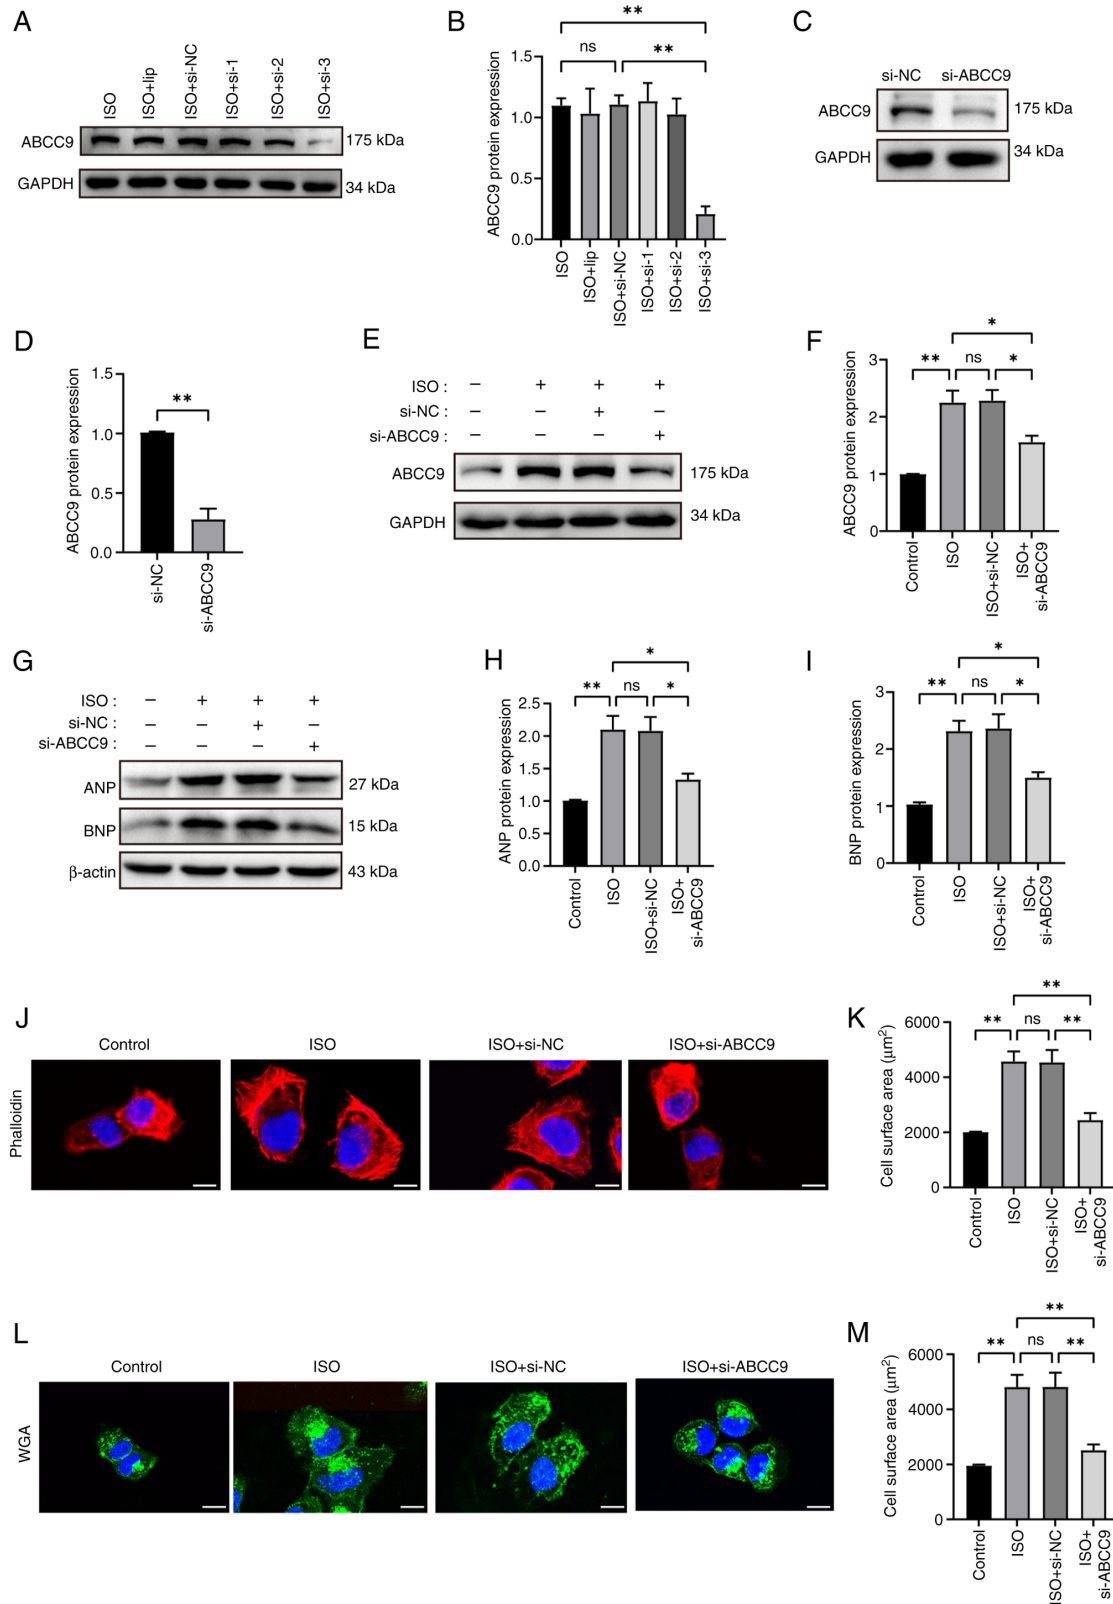 A
ISO
ISO+lip
ISO+si-NC
ISO+si-1
ISO+si-2
ISO+si-3
ABCC9
175 kDa
GAPDH
34 kDa
B
**
ns
**
ABCC9 protein expression
1.5
1.0
0.5
0.0
ISO
ISO+lip
ISO+si-NC
ISO+si-1
ISO+si-2
ISO+si-3
C
si-NC si-ABCC9
ABCC9
175 kDa
GAPDH
34 kDa
D
ABCC9 protein expression
1.5
1.0
0.5
0.0
**
si-NC
si-ABCC9
E
ISO : – + + +
si-NC : – – + –
si-ABCC9 : – – – +
ABCC9
175 kDa
GAPDH
34 kDa
F
*
** ns *
ABCC9 protein expression
3
2
1
0
Control
ISO
ISO+si-NC
ISO+
si-ABCC9
G
ISO : – + + +
si-NC : – – + –
si-ABCC9 : – – – +
ANP
27 kDa
BNP
15 kDa
β-actin
43 kDa
H
*
** ns *
ANP protein expression
2.5
2.0
1.5
1.0
0.5
0.0
Control
ISO
ISO+si-NC
ISO+
si-ABCC9
I
*
** ns *
BNP protein expression
3
2
1
0
Control
ISO
ISO+si-NC
ISO+
si-ABCC9
J
Control ISO ISO+si-NC ISO+si-ABCC9
Phalloidin
K
**
** ns **
Cell surface area (μm²)
6000
4000
2000
0
Control
ISO
ISO+si-NC
ISO+
si-ABCC9
L
Control ISO ISO+si-NC ISO+si-ABCC9
WGA
M
**
** ns **
Cell surface area (μm²)
6000
4000
2000
0
Control
ISO
ISO+si-NC
ISO+
si-ABCC9